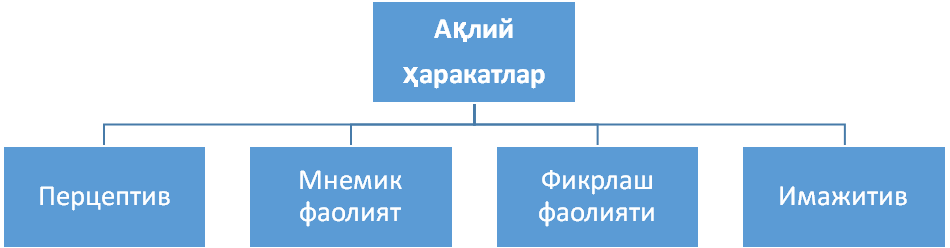 Ақлий
ҳаракатлар
Перцептив
Мнемик
фаолият
Фикрлаш
фаолияти
Имажитив